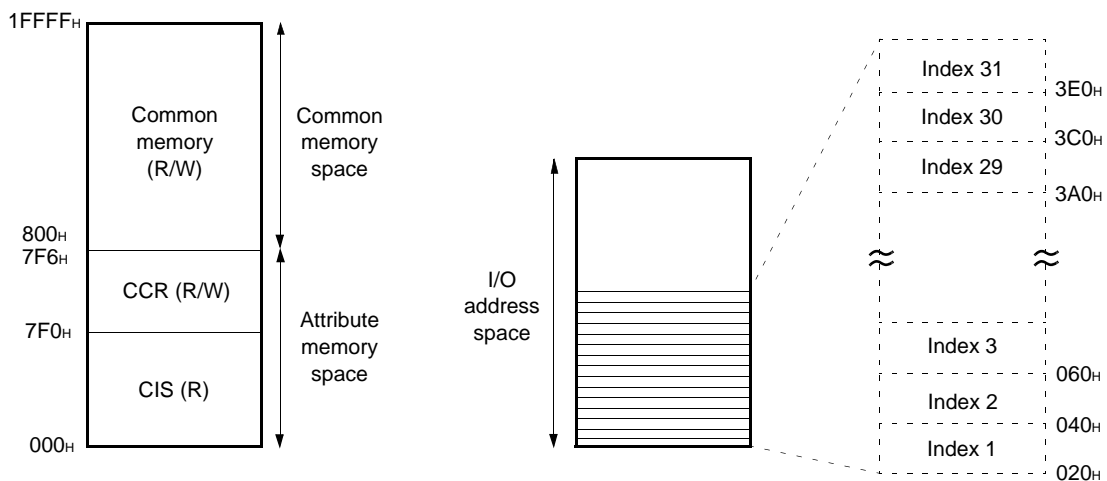 1FFFFH
Common
memory
(R/W)
Common
memory
space
800H
7F6H
CCR (R/W)
7F0H
Attribute
memory
space
CIS (R)
000H
I/O
address
space
Index 31
3E0H
Index 30
3C0H
Index 29
3A0H
Index 3
060H
Index 2
040H
Index 1
020H